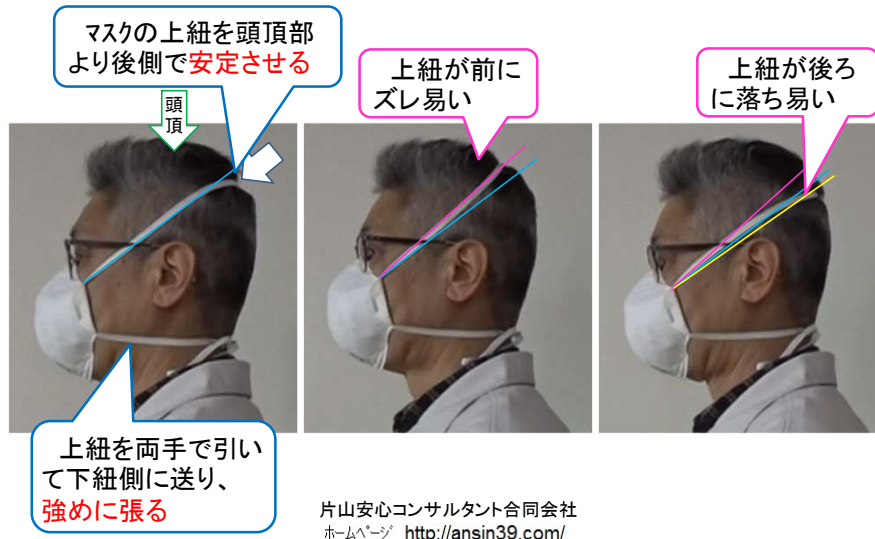 マスクの上紐を頭頂部
より後側で安定させる
頭
頂
上紐が前に
ズレ易い
上紐が後ろ
に落ち易い
上紐を両手で引い
て下紐側に送り、
強めに張る
片山安心コンサルタント合同会社
ホームページ http://ansin39.com/